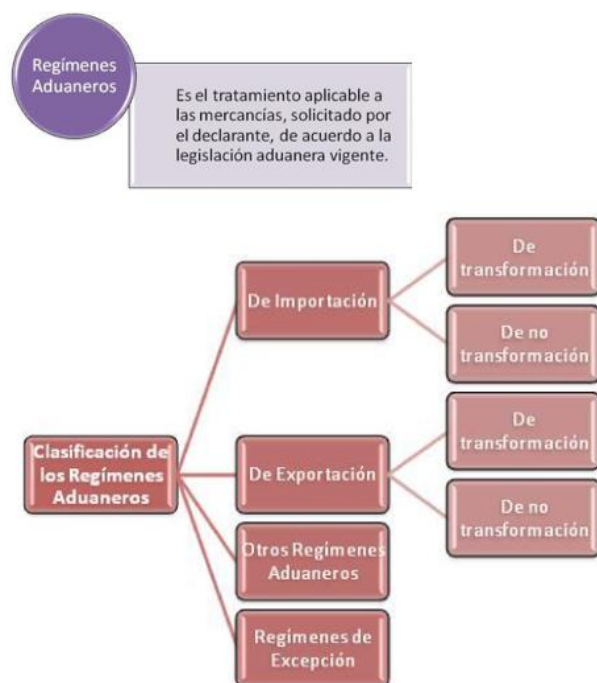 Regímenes
Aduaneros
Es el tratamiento aplicable a
las mercancías, solicitado por
el declarante, de acuerdo a la
legislación aduanera vigente.
Clasificación de
los Regímenes
Aduaneros
De Importación
De
transformación
De no
transformación
De Exportación
De
transformación
De no
transformación
Otros Regímenes
Aduaneros
Regímenes de
Excepción